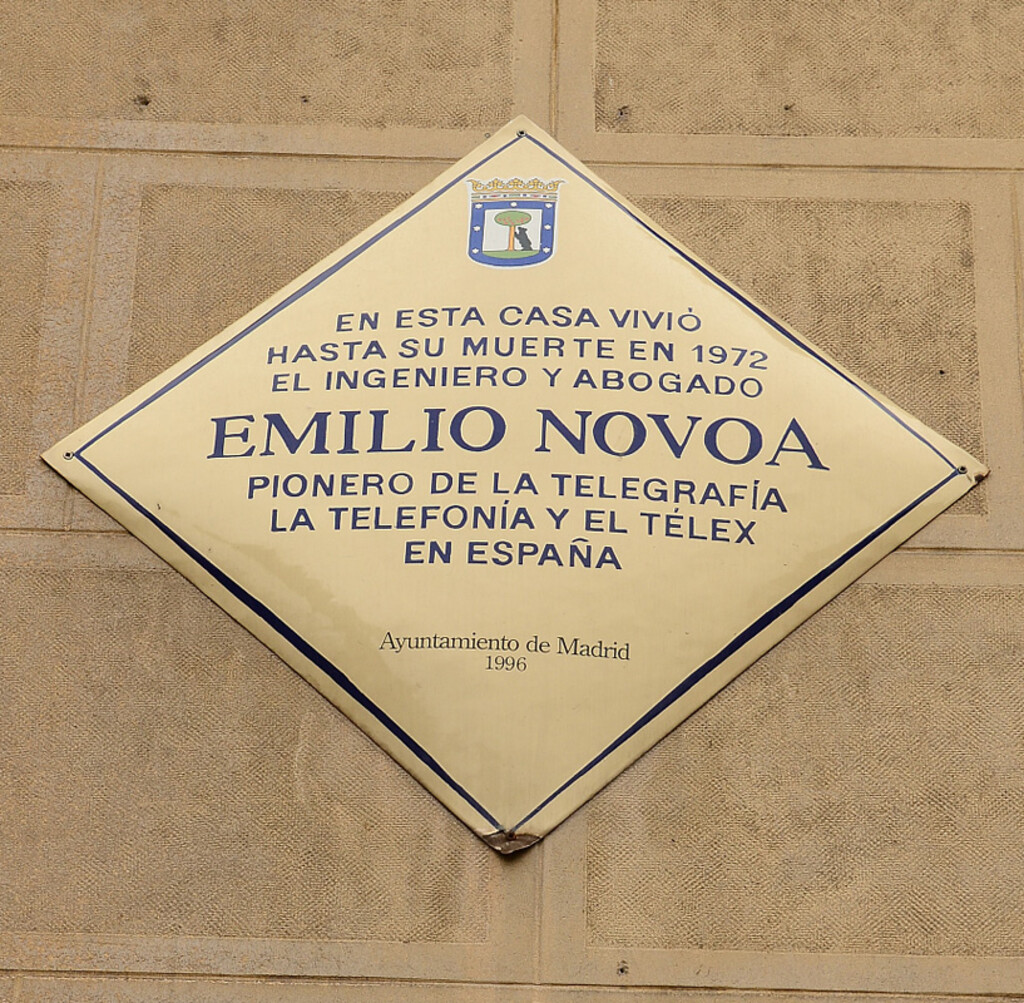 EN ESTA CASA VIVIÓ
HASTA SU MUERTE EN 1972
EL INGENIERO Y ABOGADO
EMILIO NOVOA
PIONERO DE LA TELEGRAFÍA
LA TELEFONÍA Y EL TÉLEX
EN ESPAÑA
Ayuntamiento de Madrid
1996